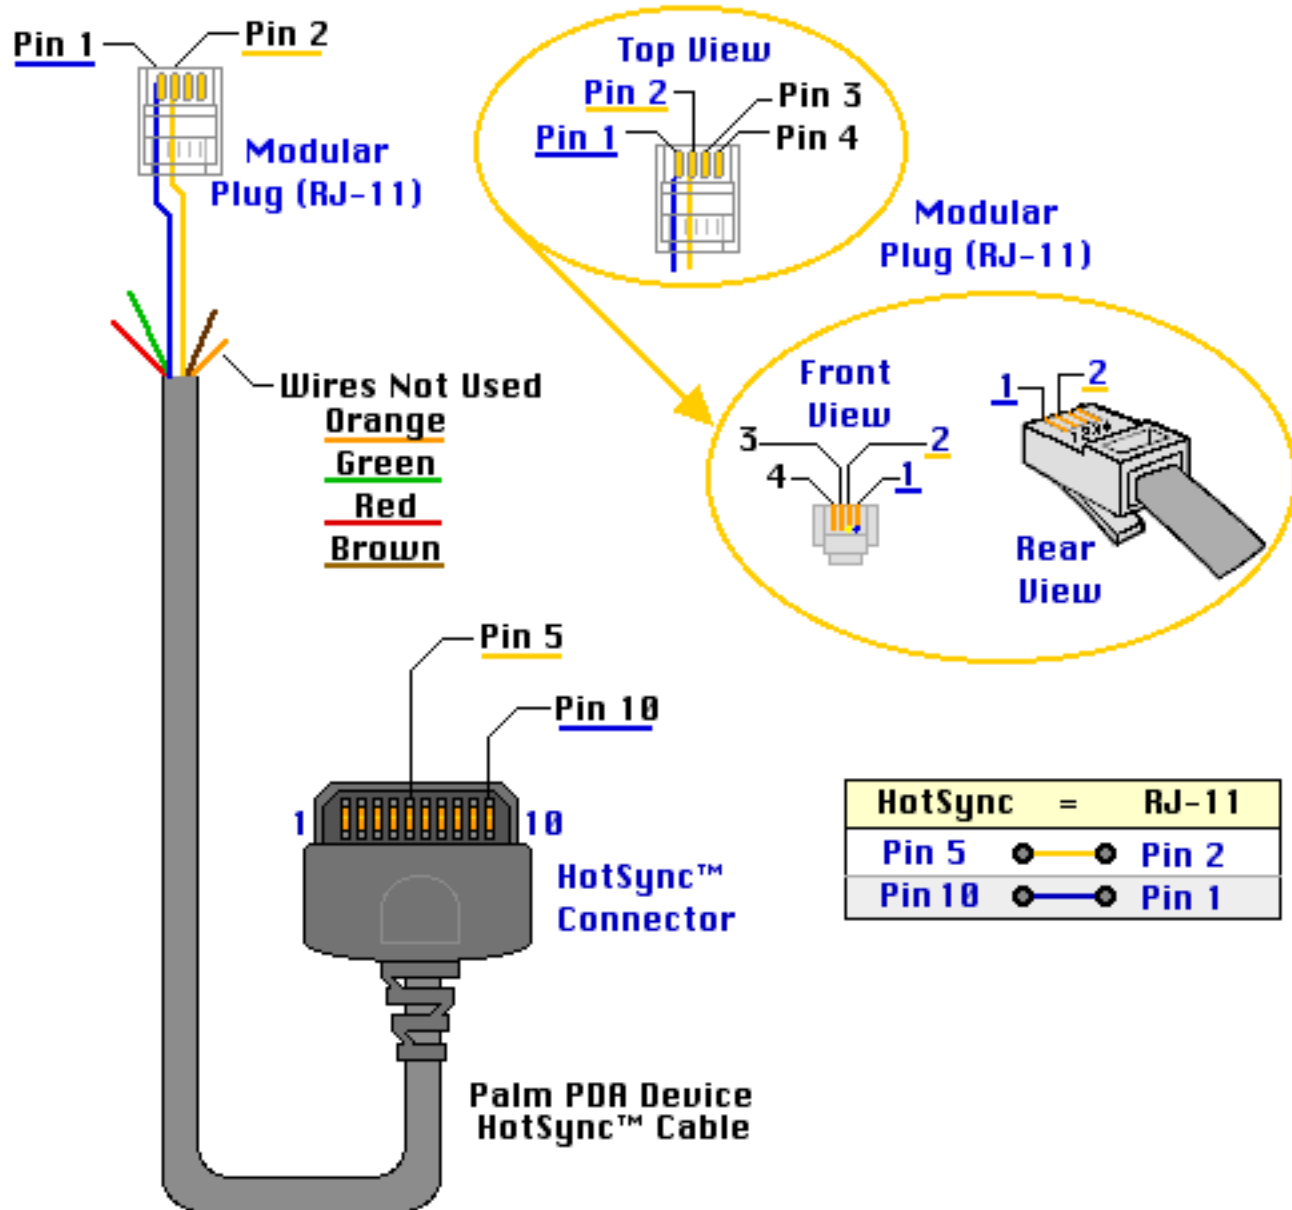 Pin 1
Pin 2
Modular
Plug (RJ-11)
Top View
Pin 2
Pin 3
Pin 1
Pin 4
Modular
Plug (RJ-11)
Wires Not Used
Orange
Green
Red
Brown
Front
View
3
2
4
1
1
2
1234
Rear
View
Pin 5
Pin 10
1
10
HotSync™
Connector
HotSync = RJ-11
Pin 5 Pin 2
Pin 10 Pin 1
Palm PDA Device
HotSync™ Cable